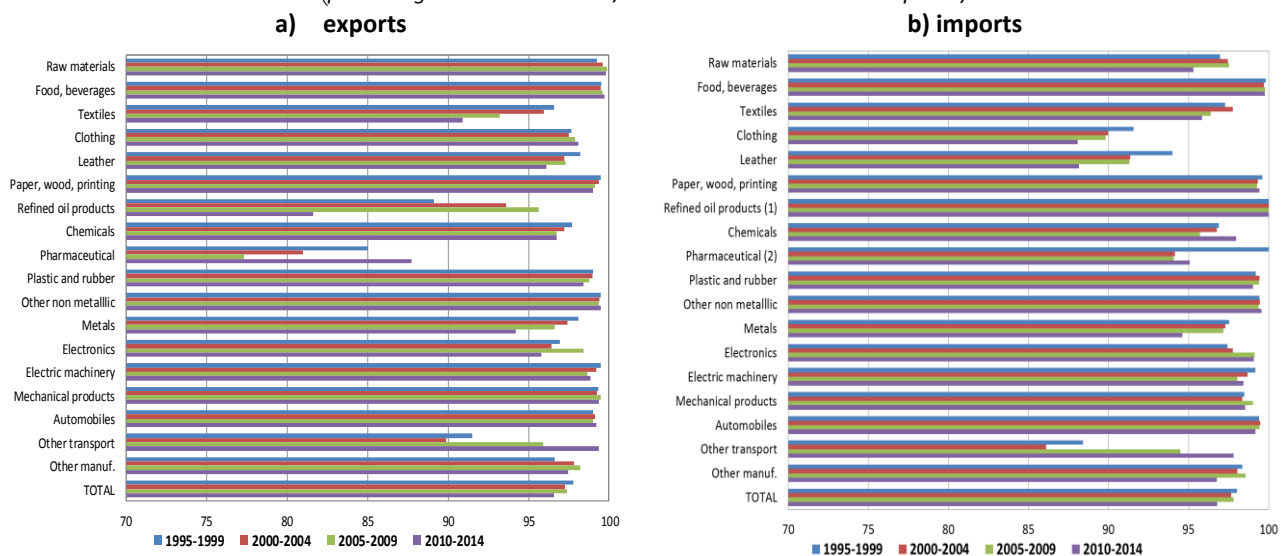 a) exports
b) imports
Raw materials
Food, beverages
Textiles
Clothing
Leather
Paper, wood, printing
Refined oil products
Chemicals
Pharmaceutical
Plastic and rubber
Other non metalllic
Metals
Electronics
Electric machinery
Mechanical products
Automobiles
Other transport
Other manuf.
TOTAL
70 75 80 85 90 95 100
1995-1999 2000-2004 2005-2009 2010-2014
Raw materials
Food, beverages
Textiles
Clothing
Leather
Paper, wood, printing
Refined oil products (1)
Chemicals
Pharmaceutical (2)
Plastic and rubber
Other non metalllic
Metals
Electronics
Electric machinery
Mechanical products
Automobiles
Other transport
Other manuf.
TOTAL
70 75 80 85 90 95 100
1995-1999 2000-2004 2005-2009 2010-2014